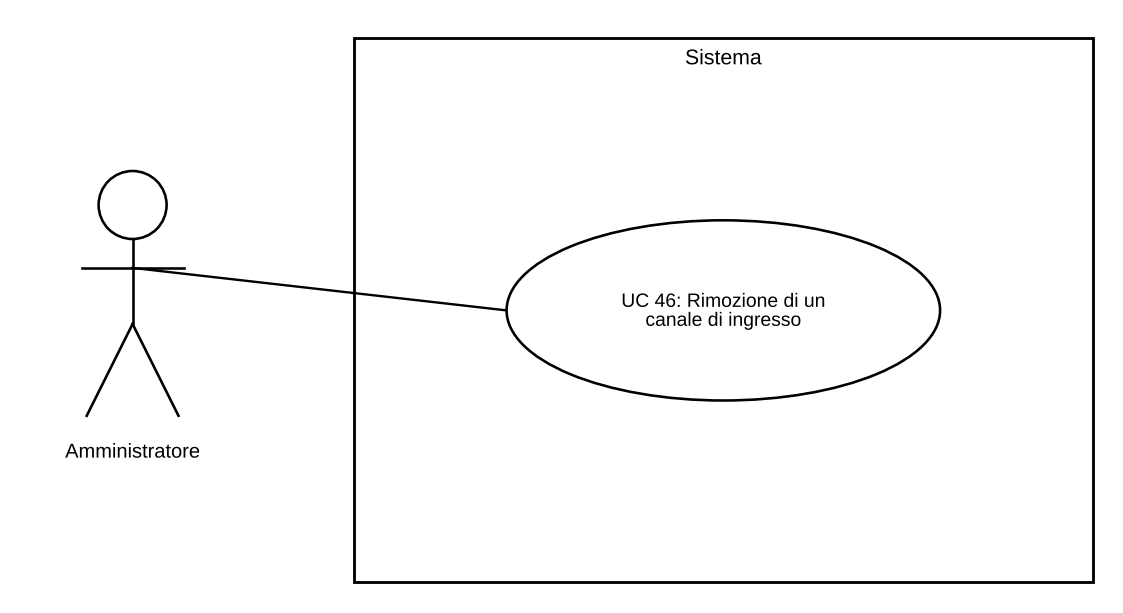 Sistema
UC 46: Rimozione di un
canale di ingresso
Amministratore